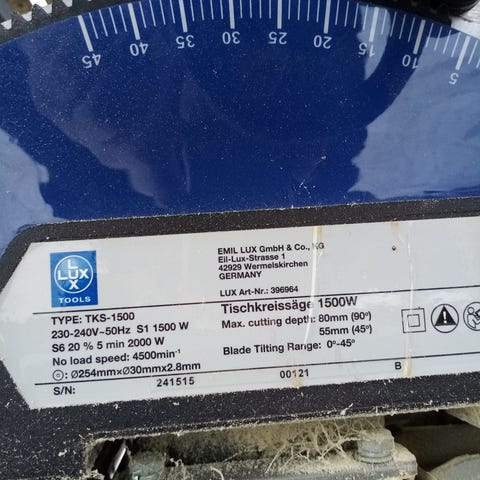 45 40 35 30 25 20 15 10 5
LUX
LUX
TOOLS
EMIL LUX GmbH & Co., KG
Eil-Lux-Strasse 1
42929 Wermelskirchen
GERMANY
LUX Art-Nr.: 396964
TYPE: TKS-1500
230-240V~50Hz S1 1500 W
S6 20 % 5 min 2000 W
No load speed: 4500min⁻¹
: Ø254mm×Ø30mm×2.8mm
Tischkreissäge 1500W
Max. cutting depth: 80mm (90°)
55mm (45°)
Blade Tilting Range: 0°-45°
S/N: 241515 00121 B